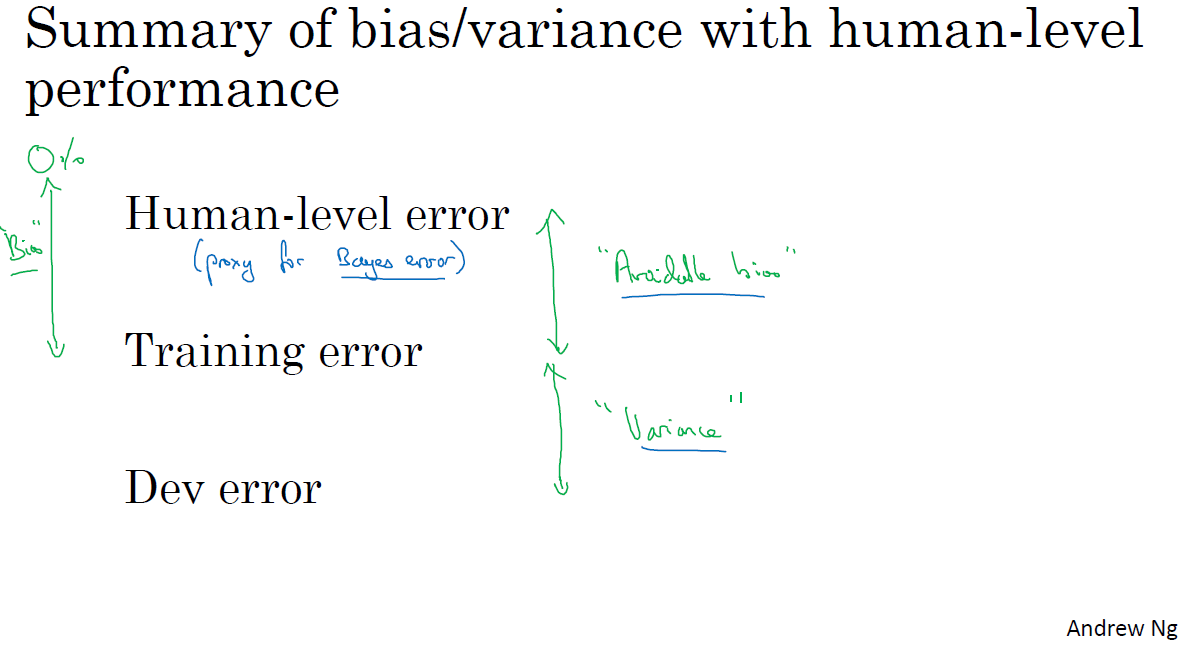 Summary of bias/variance with human-level
performance
0%
Human-level error
"Bias"
(proxy for Bayes error)
"Avoidable bias"
Training error
"Variance"
Dev error
Andrew Ng